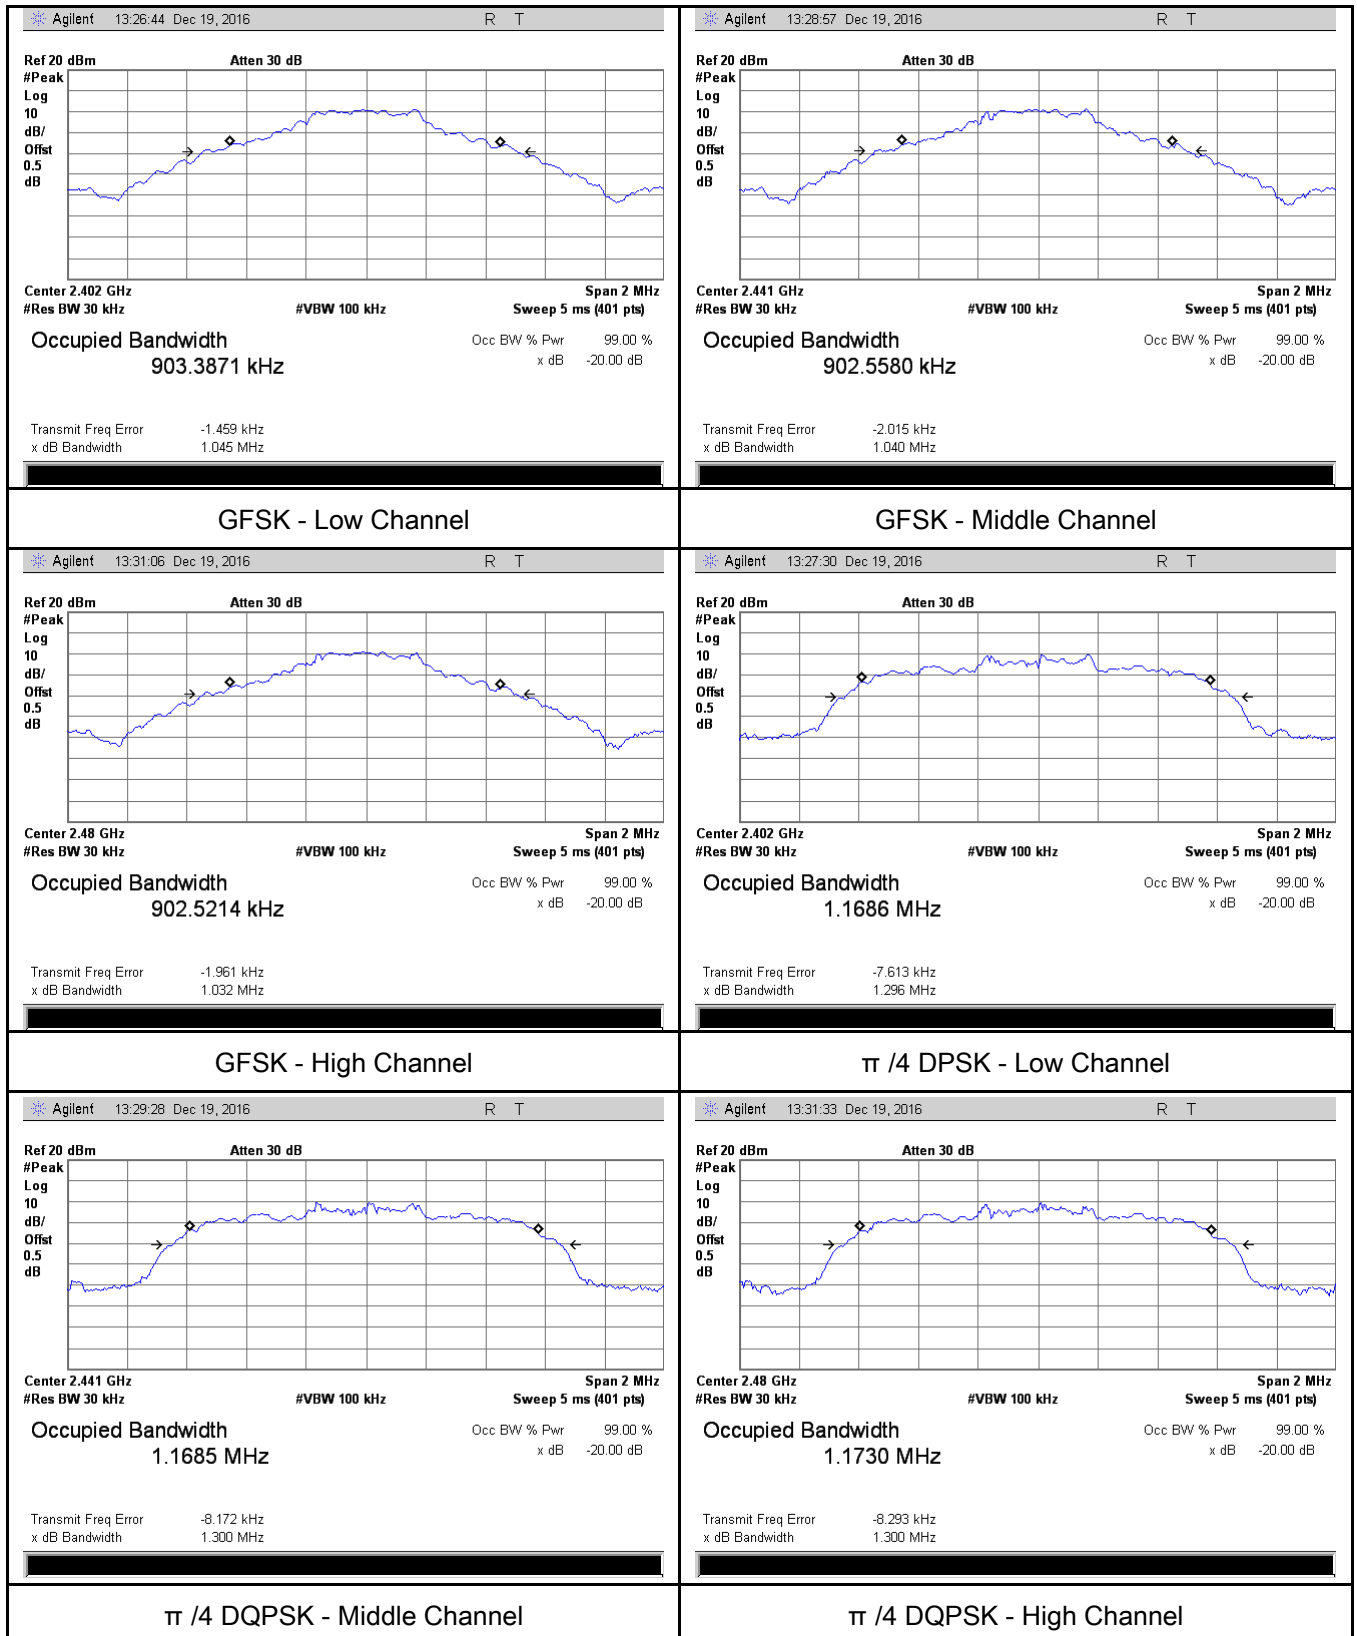 Agilent 13:26:44 Dec 19, 2016 R T
Ref 20 dBm Atten 30 dB
#Peak
Log
10
dB/
Offst
0.5
dB
Center 2.402 GHz Span 2 MHz
#Res BW 30 kHz #VBW 100 kHz Sweep 5 ms (401 pts)
Occupied Bandwidth Occ BW % Pwr 99.00 %
903.3871 kHz x dB -20.00 dB
Transmit Freq Error -1.459 kHz
x dB Bandwidth 1.045 MHz
GFSK - Low Channel
Agilent 13:28:57 Dec 19, 2016 R T
Ref 20 dBm Atten 30 dB
#Peak
Log
10
dB/
Offst
0.5
dB
Center 2.441 GHz Span 2 MHz
#Res BW 30 kHz #VBW 100 kHz Sweep 5 ms (401 pts)
Occupied Bandwidth Occ BW % Pwr 99.00 %
902.5580 kHz x dB -20.00 dB
Transmit Freq Error -2.015 kHz
x dB Bandwidth 1.040 MHz
GFSK - Middle Channel
Agilent 13:31:06 Dec 19, 2016 R T
Ref 20 dBm Atten 30 dB
#Peak
Log
10
dB/
Offst
0.5
dB
Center 2.48 GHz Span 2 MHz
#Res BW 30 kHz #VBW 100 kHz Sweep 5 ms (401 pts)
Occupied Bandwidth Occ BW % Pwr 99.00 %
902.5214 kHz x dB -20.00 dB
Transmit Freq Error -1.961 kHz
x dB Bandwidth 1.032 MHz
GFSK - High Channel
Agilent 13:27:30 Dec 19, 2016 R T
Ref 20 dBm Atten 30 dB
#Peak
Log
10
dB/
Offst
0.5
dB
Center 2.402 GHz Span 2 MHz
#Res BW 30 kHz #VBW 100 kHz Sweep 5 ms (401 pts)
Occupied Bandwidth Occ BW % Pwr 99.00 %
1.1686 MHz x dB -20.00 dB
Transmit Freq Error -7.613 kHz
x dB Bandwidth 1.296 MHz
π /4 DPSK - Low Channel
Agilent 13:29:28 Dec 19, 2016 R T
Ref 20 dBm Atten 30 dB
#Peak
Log
10
dB/
Offst
0.5
dB
Center 2.441 GHz Span 2 MHz
#Res BW 30 kHz #VBW 100 kHz Sweep 5 ms (401 pts)
Occupied Bandwidth Occ BW % Pwr 99.00 %
1.1685 MHz x dB -20.00 dB
Transmit Freq Error -8.172 kHz
x dB Bandwidth 1.300 MHz
π /4 DQPSK - Middle Channel
Agilent 13:31:33 Dec 19, 2016 R T
Ref 20 dBm Atten 30 dB
#Peak
Log
10
dB/
Offst
0.5
dB
Center 2.48 GHz Span 2 MHz
#Res BW 30 kHz #VBW 100 kHz Sweep 5 ms (401 pts)
Occupied Bandwidth Occ BW % Pwr 99.00 %
1.1730 MHz x dB -20.00 dB
Transmit Freq Error -8.293 kHz
x dB Bandwidth 1.300 MHz
π /4 DQPSK - High Channel